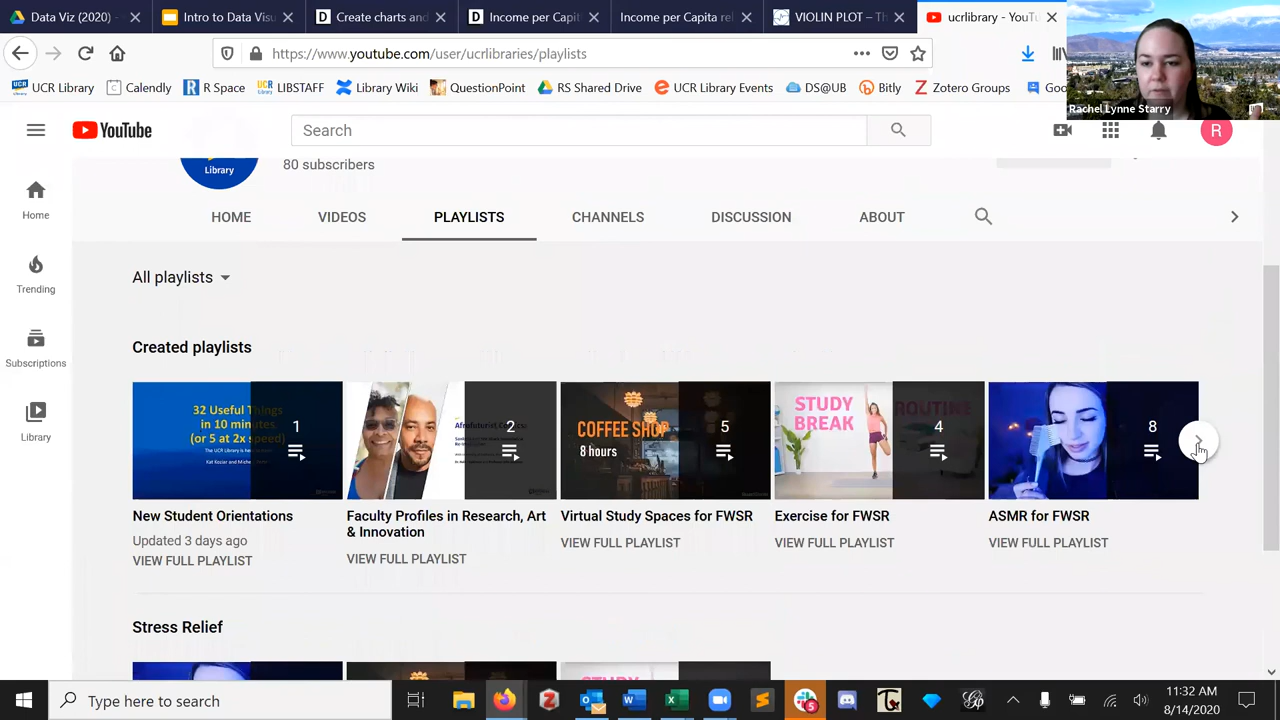 Data Viz (2020) -
Intro to Data Visu
Create charts and
Income per Capit
Income per Capita rel
VIOLIN PLOT – Th
ucrlibrary - YouTu
https://www.youtube.com/user/ucrlibraries/playlists
UCR Library
Calendly
R Space
LIBSTAFF
Library Wiki
QuestionPoint
RS Shared Drive
UCR Library Events
DS@UB
Bitly
Zotero Groups
Goo
Rachel Lynne Starry
YouTube
Search
R
Library
80 subscribers
HOME
VIDEOS
PLAYLISTS
CHANNELS
DISCUSSION
ABOUT
Home
Trending
Subscriptions
Library
All playlists
Created playlists
32 Useful Things
in 10 minutes
(or 5 at 2x speed)
1
2
COFFEE SHOP
8 hours
5
STUDY
BREAK
ROUTINE
4
8
New Student Orientations
Updated 3 days ago
VIEW FULL PLAYLIST
Faculty Profiles in Research, Art
& Innovation
VIEW FULL PLAYLIST
Virtual Study Spaces for FWSR
VIEW FULL PLAYLIST
Exercise for FWSR
VIEW FULL PLAYLIST
ASMR for FWSR
VIEW FULL PLAYLIST
Stress Relief
Type here to search
5
11:32 AM
8/14/2020